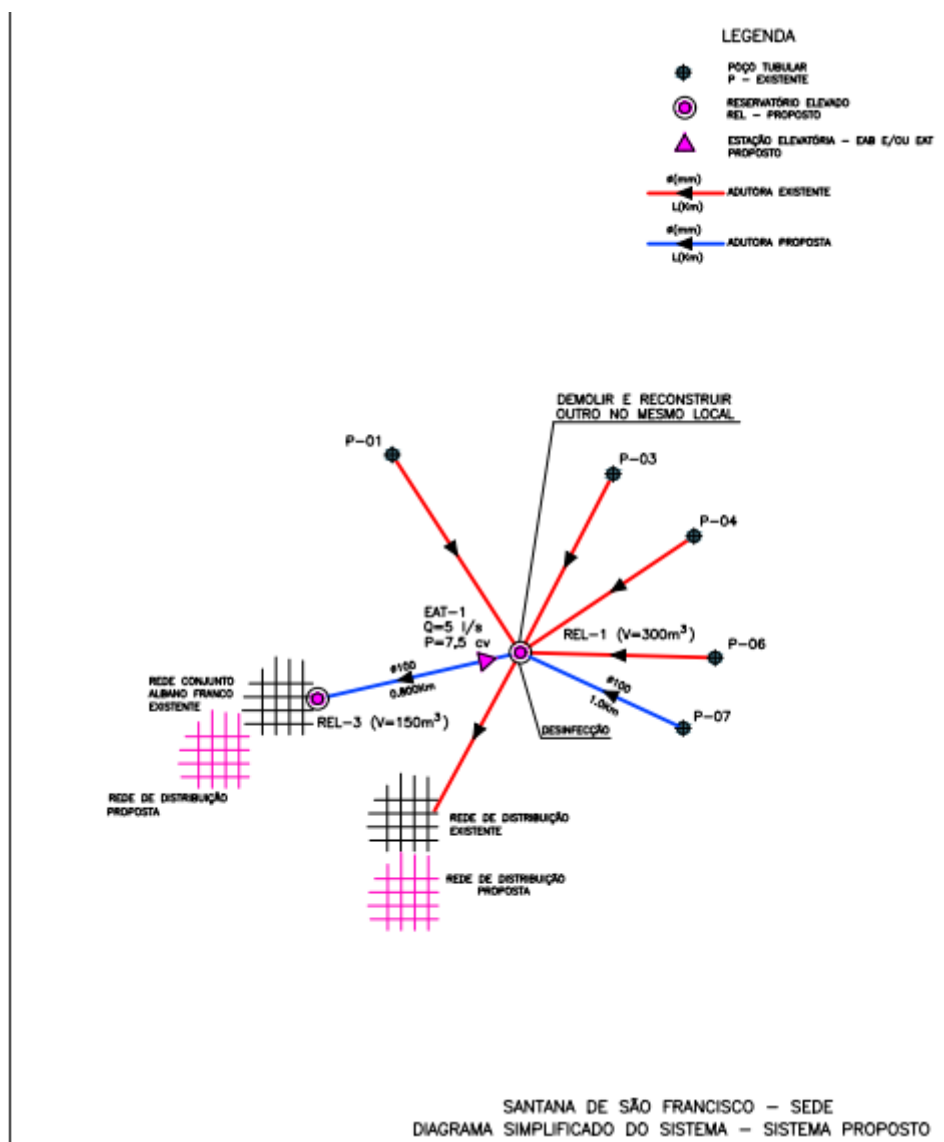 LEGENDA
POÇO TUBULAR
P - EXISTENTE
RESERVATÓRIO ELEVADO
REL - PROPOSTO
ESTAÇÃO ELEVATÓRIA - EAB E/OU EAT
PROPOSTO
ø(mm)
L(Km)
ADUTORA EXISTENTE
ø(mm)
L(Km)
ADUTORA PROPOSTA
DEMOLIR E RECONSTRUIR
OUTRO NO MESMO LOCAL
P-01
P-03
P-04
EAT-1
Q=5 l/s
P=7,5 cv
REL-1 (V=300m³)
P-06
ø100
0.800Km
ø100
1.0Km
P-07
REDE CONJUNTO
ALBANO FRANCO
EXISTENTE
REL-3 (V=150m³)
DESINFECÇÃO
REDE DE DISTRIBUIÇÃO
PROPOSTA
REDE DE DISTRIBUIÇÃO
EXISTENTE
REDE DE DISTRIBUIÇÃO
PROPOSTA
SANTANA DE SÃO FRANCISCO - SEDE
DIAGRAMA SIMPLIFICADO DO SISTEMA - SISTEMA PROPOSTO